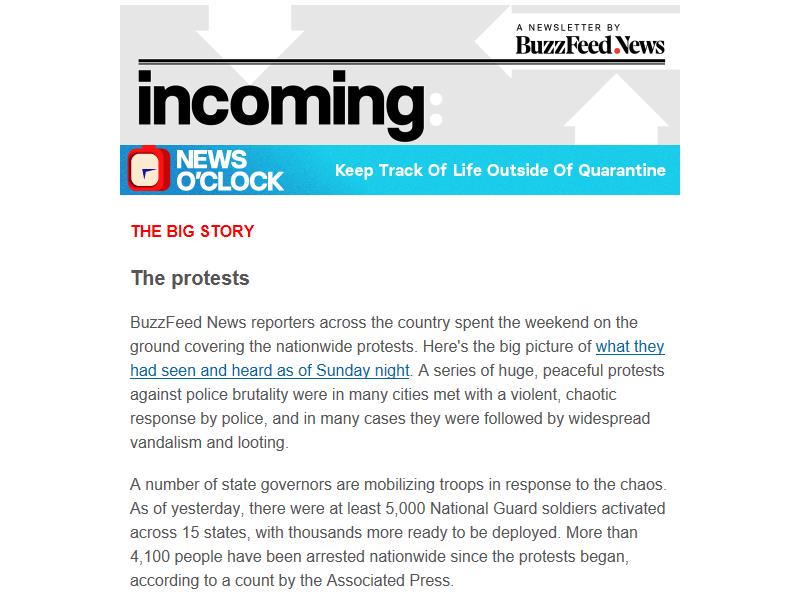 A NEWSLETTER BY
BuzzFeed News
incoming:
NEWS
O'CLOCK
Keep Track Of Life Outside Of Quarantine
THE BIG STORY
The protests
BuzzFeed News reporters across the country spent the weekend on the
ground covering the nationwide protests. Here's the big picture of what they
had seen and heard as of Sunday night. A series of huge, peaceful protests
against police brutality were in many cities met with a violent, chaotic
response by police, and in many cases they were followed by widespread
vandalism and looting.
A number of state governors are mobilizing troops in response to the chaos.
As of yesterday, there were at least 5,000 National Guard soldiers activated
across 15 states, with thousands more ready to be deployed. More than
4,100 people have been arrested nationwide since the protests began,
according to a count by the Associated Press.